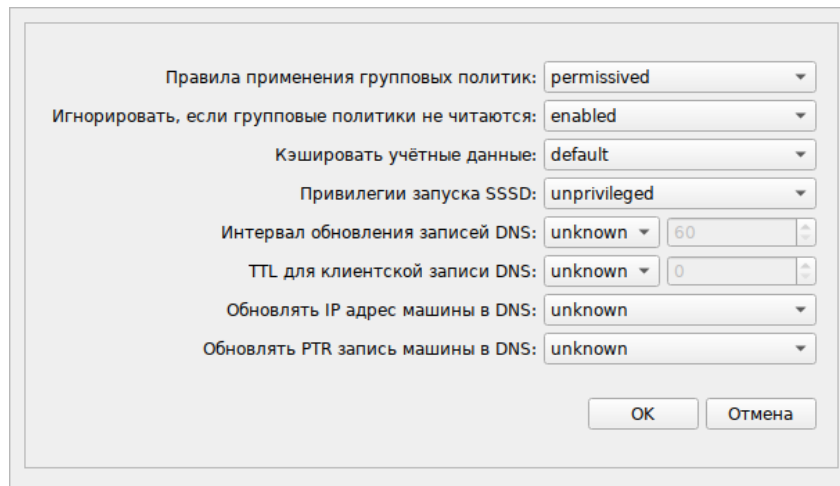 Правила применения групповых политик: permissived
Игнорировать, если групповые политики не читаются: enabled
Кэшировать учётные данные: default
Привилегии запуска SSSD: unprivileged
Интервал обновления записей DNS: unknown 60
TTL для клиентской записи DNS: unknown 0
Обновлять IP адрес машины в DNS: unknown
Обновлять PTR запись машины в DNS: unknown
OK Отмена